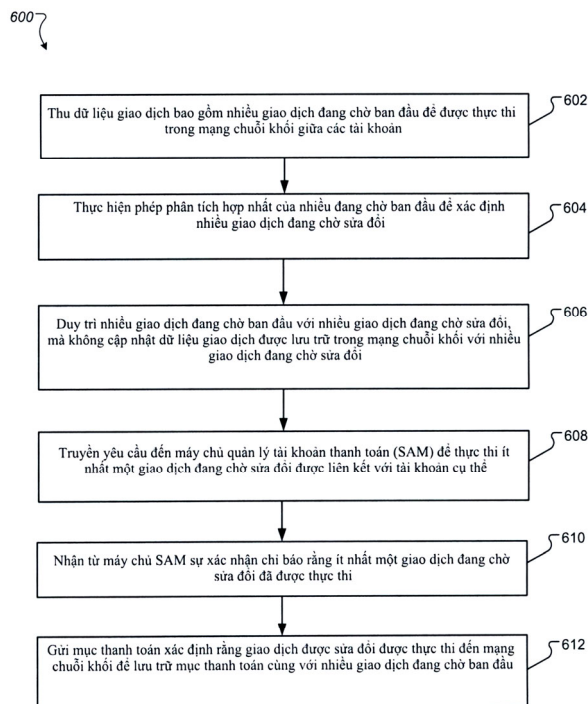 600
602
Thu dữ liệu giao dịch bao gồm nhiều giao dịch đang chờ ban đầu để được thực thi
trong mạng chuỗi khối giữa các tài khoản
604
Thực hiện phép phân tích hợp nhất của nhiều đang chờ ban đầu để xác định
nhiều giao dịch đang chờ sửa đổi
606
Duy trì nhiều giao dịch đang chờ ban đầu với nhiều giao dịch đang chờ sửa đổi,
mà không cập nhật dữ liệu giao dịch được lưu trữ trong mạng chuỗi khối với nhiều
giao dịch đang chờ sửa đổi
608
Truyền yêu cầu đến máy chủ quản lý tài khoản thanh toán (SAM) để thực thi ít
nhất một giao dịch đang chờ sửa đổi được liên kết với tài khoản cụ thể
610
Nhận từ máy chủ SAM sự xác nhận chỉ báo rằng ít nhất một giao dịch đang chờ
sửa đổi đã được thực thi
612
Gửi mục thanh toán xác định rằng giao dịch được sửa đổi được thực thi đến mạng
chuỗi khối để lưu trữ mục thanh toán cùng với nhiều giao dịch đang chờ ban đầu